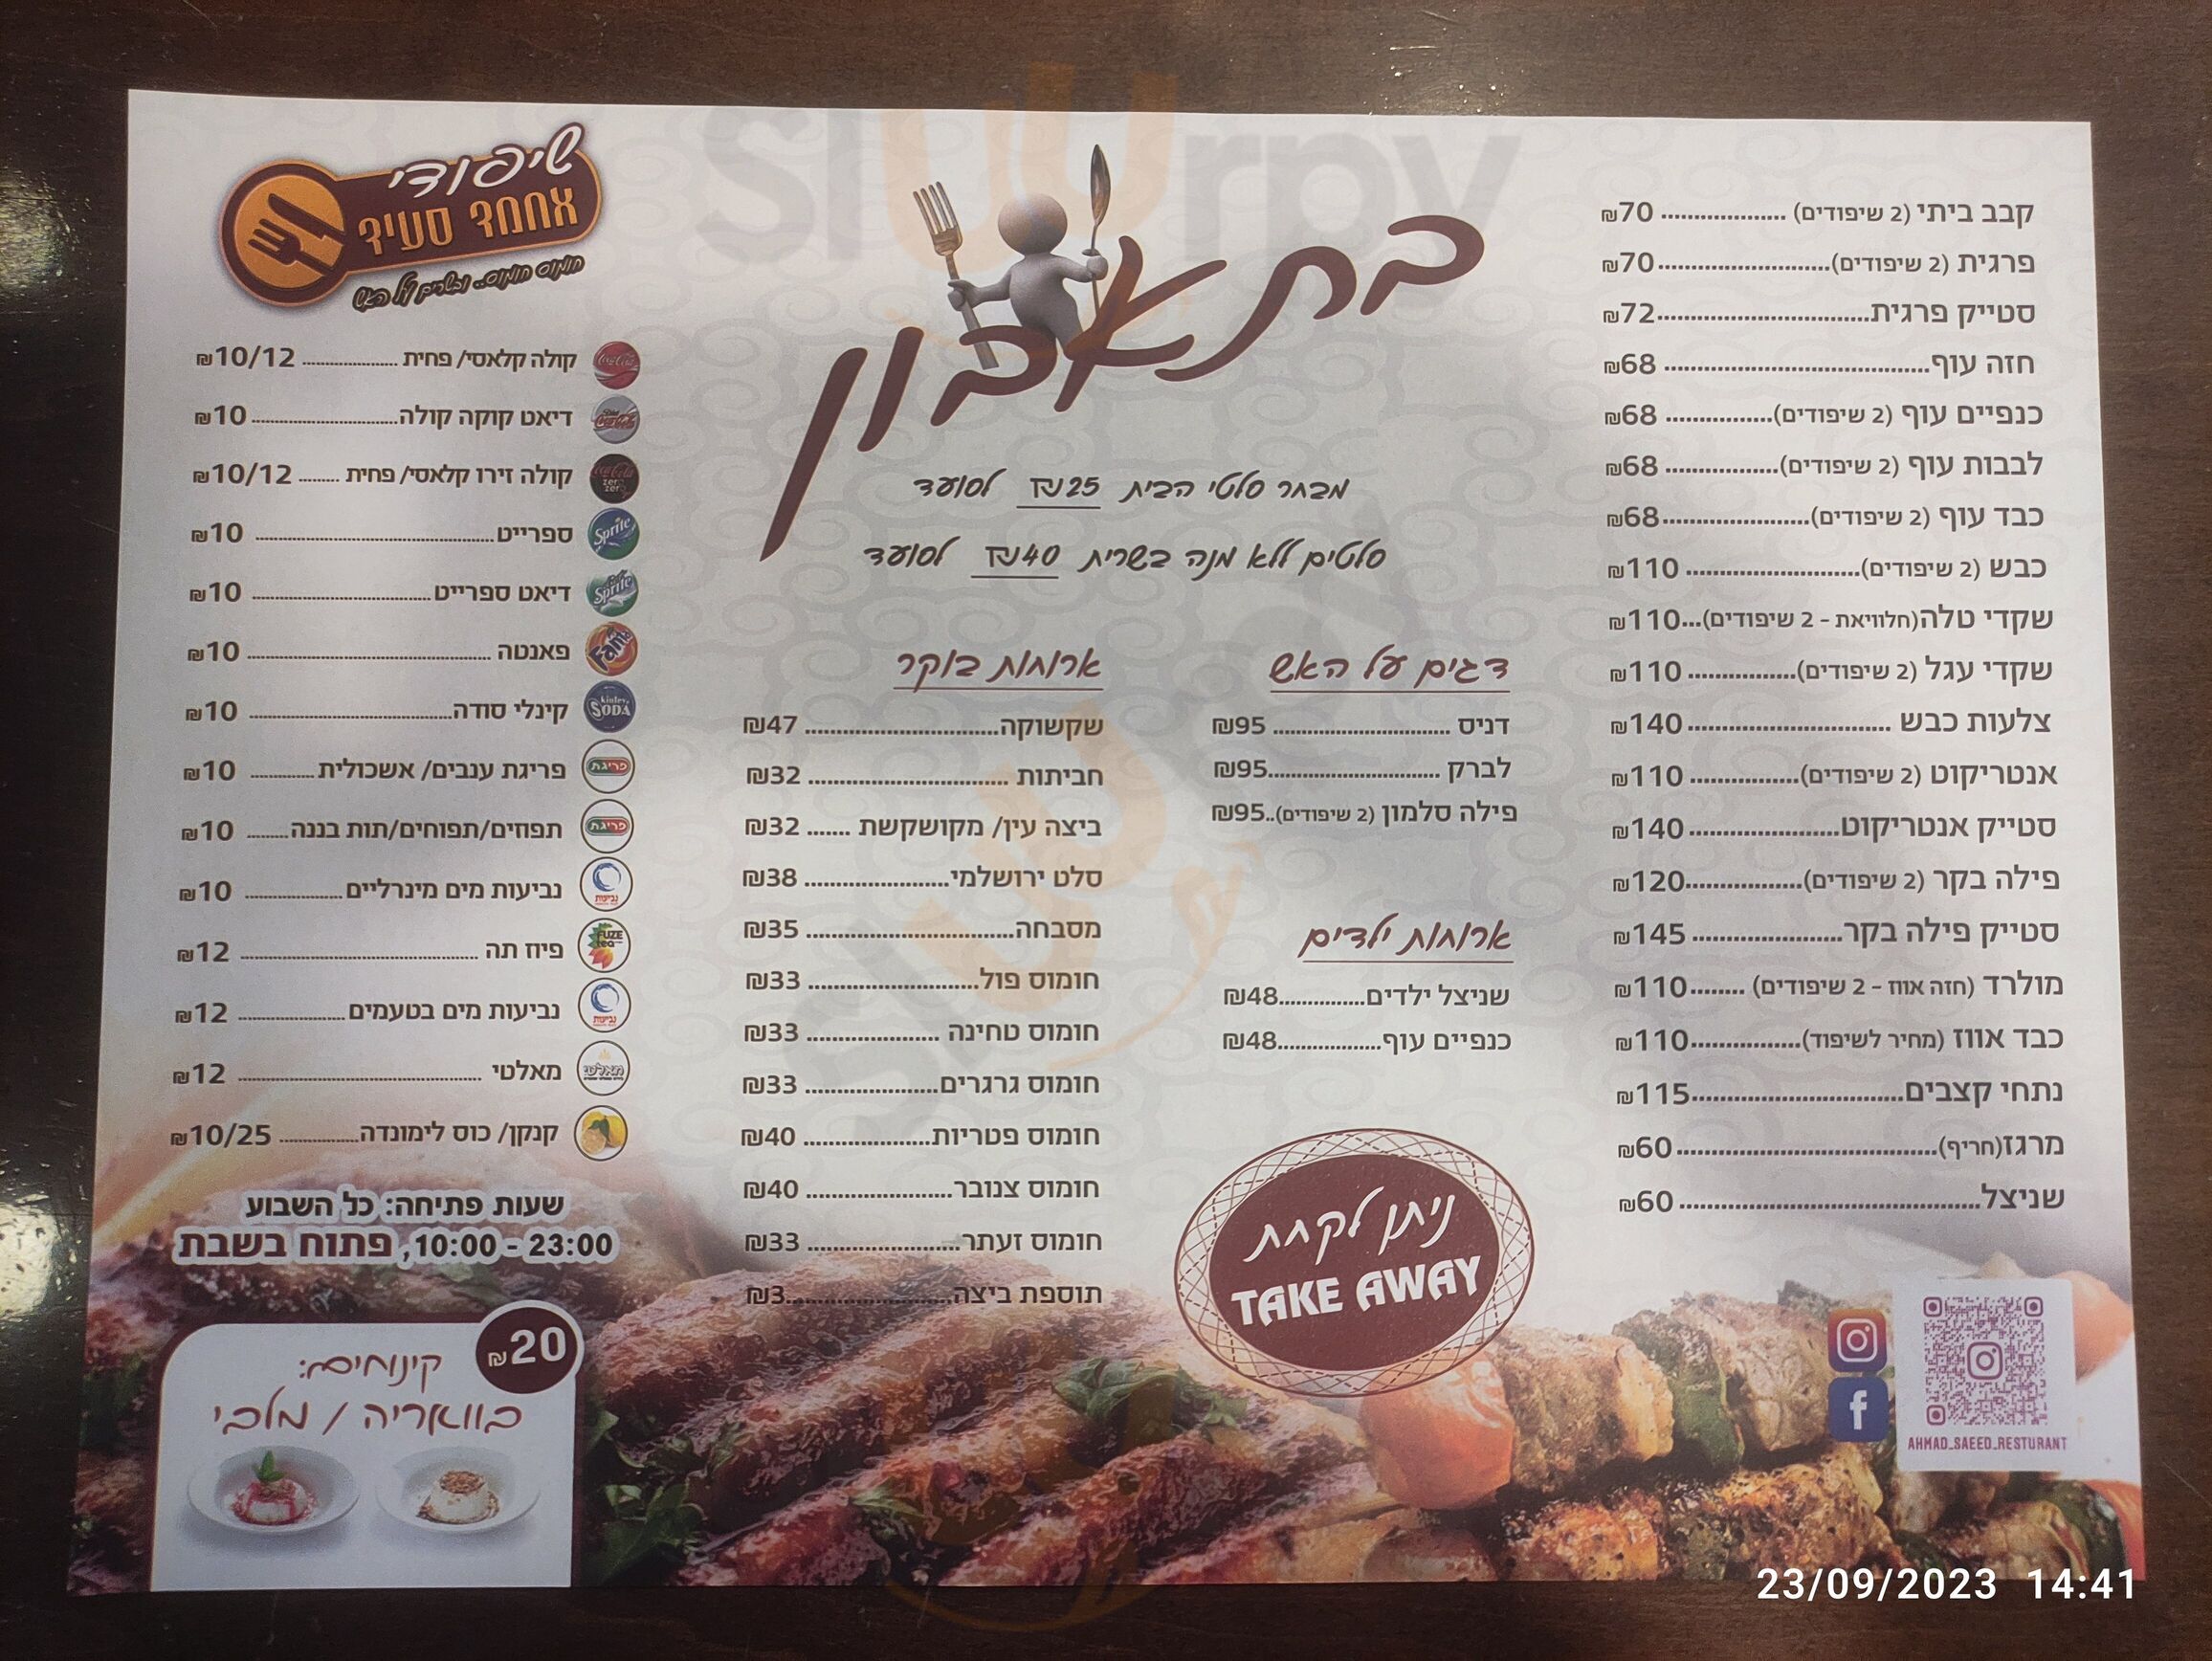 שיפודי
אחמד סעיד
חומוס חומוס.. ובשרים על האש
בתאבון
מבחר סלטי הבית ₪25 לסועד
סלטים ללא מנה בשרית ₪40 לסועד
קבב ביתי (2 שיפודים) .................. ₪70
פרגית (2 שיפודים)......................... ₪70
סטייק פרגית............................... ₪72
חזה עוף....................................... ₪68
כנפיים עוף (2 שיפודים)................ ₪68
לבבות עוף (2 שיפודים)................. ₪68
כבד עוף (2 שיפודים)..................... ₪68
כבש (2 שיפודים)......................... ₪110
שקדי טלה(חלוויאת - 2 שיפודים)... ₪110
שקדי עגל (2 שיפודים)................ ₪110
צלעות כבש .............................. ₪140
אנטריקוט (2 שיפודים)................ ₪110
סטייק אנטריקוט...................... ₪140
פילה בקר (2 שיפודים)................. ₪120
סטייק פילה בקר...................... ₪145
מולרד (חזה אווז - 2 שיפודים) ........ ₪110
כבד אווז (מחיר לשיפוד)................ ₪110
נתחי קצבים............................... ₪115
מרגז(חריף)...................................... ₪60
שניצל............................................ ₪60
דגים על האש
דניס .......................... ₪95
לברק ......................... ₪95
פילה סלמון (2 שיפודים).. ₪95
ארוחות ילדים
שניצל ילדים.............. ₪48
כנפיים עוף................. ₪48
ניתן לקחת
TAKE AWAY
ארוחות בוקר
שקשוקה............................. ₪47
חביתות .............................. ₪32
ביצה עין/ מקושקשת ....... ₪32
סלט ירושלמי..................... ₪38
מסבחה............................... ₪35
חומוס פול......................... ₪33
חומוס טחינה .................... ₪33
חומוס גרגרים.................... ₪33
חומוס פטריות................... ₪40
חומוס צנובר...................... ₪40
חומוס זעתר....................... ₪33
תוספת ביצה........................ ₪3
קולה קלאסי/ פחית .................... ₪10/12
דיאט קוקה קולה......................... ₪10
קולה זירו קלאסי/ פחית ......... ₪10/12
ספרייט......................................... ₪10
דיאט ספרייט.............................. ₪10
פאנטה ......................................... ₪10
קינלי סודה.................................. ₪10
פריגת ענבים/ אשכולית ............. ₪10
תפוזים/תפוחים/תות בננה......... ₪10
נביעות מים מינרליים................. ₪10
פיוז תה ....................................... ₪12
נביעות מים בטעמים.................. ₪12
מאלטי ......................................... ₪12
קנקן/ כוס לימונדה................. ₪10/25
שעות פתיחה: כל השבוע
10:00 - 23:00, פתוח בשבת
₪20
קינוחים:
בוואריה / מלבי
AHMAD_SAEED_RESTURANT
23/09/2023 14:41
Sluurpy